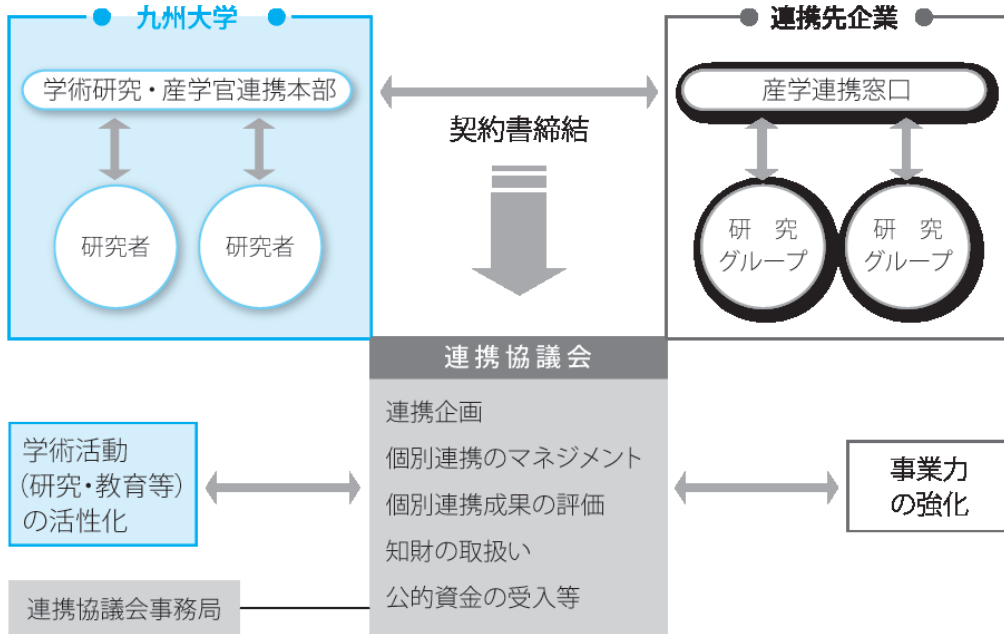 九州大学
学術研究・産学官連携本部
研究者
研究者
契約書締結
連携先企業
産学連携窓口
研 究
グループ
研 究
グループ
連携協議会
連携企画
個別連携のマネジメント
個別連携成果の評価
知財の取扱い
公的資金の受入等
学術活動
(研究・教育等)
の活性化
事業力
の強化
連携協議会事務局